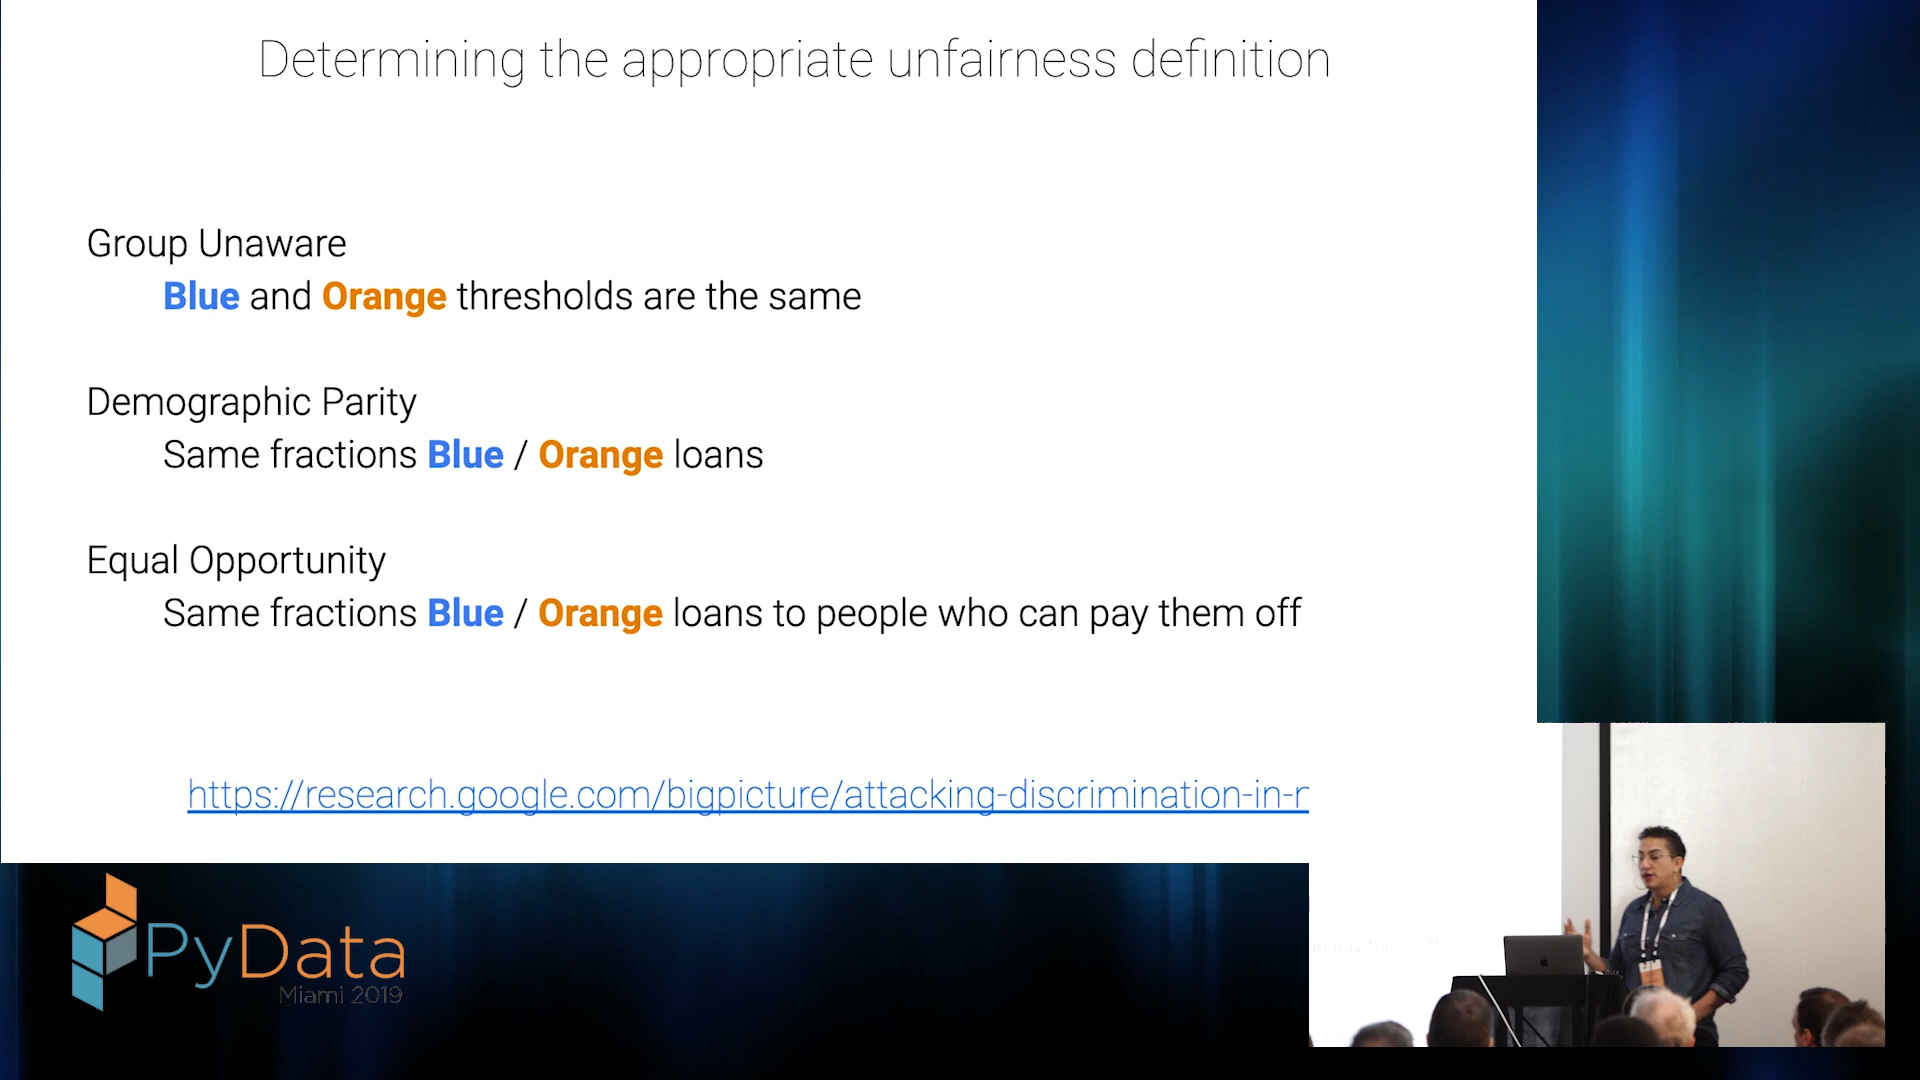 Determining the appropriate unfairness definition
Group Unaware
Blue and Orange thresholds are the same
Demographic Parity
Same fractions Blue / Orange loans
Equal Opportunity
Same fractions Blue / Orange loans to people who can pay them off
https://research.google.com/bigpicture/attacking-discrimination-in-
PyData
Miami 2019